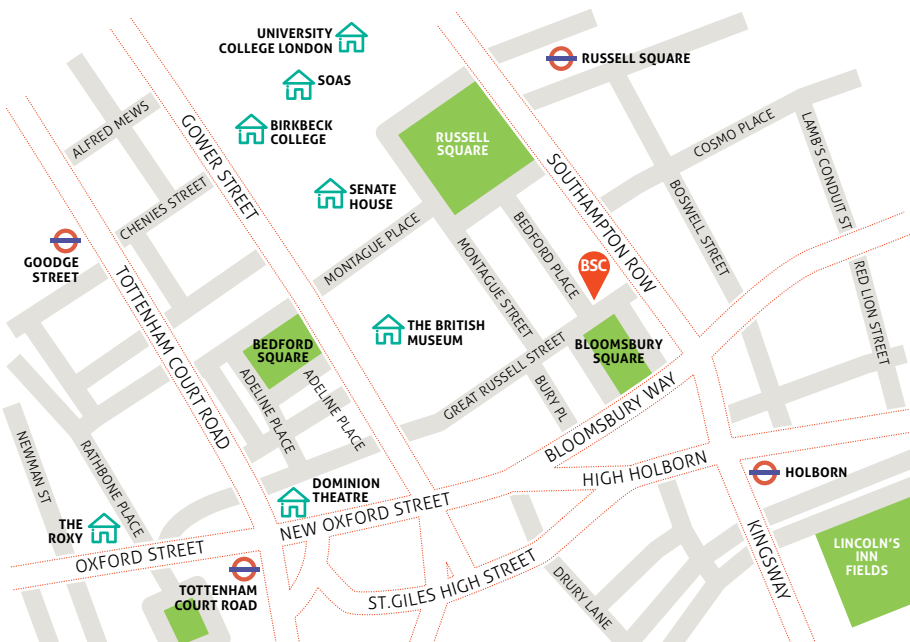 UNIVERSITY
COLLEGE LONDON
RUSSELL SQUARE
SOAS
ALFRED MEWS
GOWER STREET
BIRKBECK
COLLEGE
RUSSELL
SQUARE
COSMO PLACE
LAMB'S CONDUIT ST
SOUTHAMPTON ROW
CHENIES STREET
SENATE
HOUSE
BOSWELL STREET
BEDFORD PLACE
MONTAGUE PLACE
MONTAGUE STREET
GOODGE
STREET
BSC
TOTTENHAM COURT ROAD
RED LION STREET
THE BRITISH
MUSEUM
BEDFORD
SQUARE
BLOOMSBURY
SQUARE
GREAT RUSSELL STREET
ADELINE PLACE
ADELINE PLACE
BURY PL
BLOOMSBURY WAY
NEWMAN ST
RATHBONE PLACE
HIGH HOLBORN
HOLBORN
DOMINION
THEATRE
NEW OXFORD STREET
THE
ROXY
OXFORD STREET
KINGSWAY
LINCOLN'S
INN
FIELDS
TOTTENHAM
COURT ROAD
ST.GILES HIGH STREET
DRURY LANE